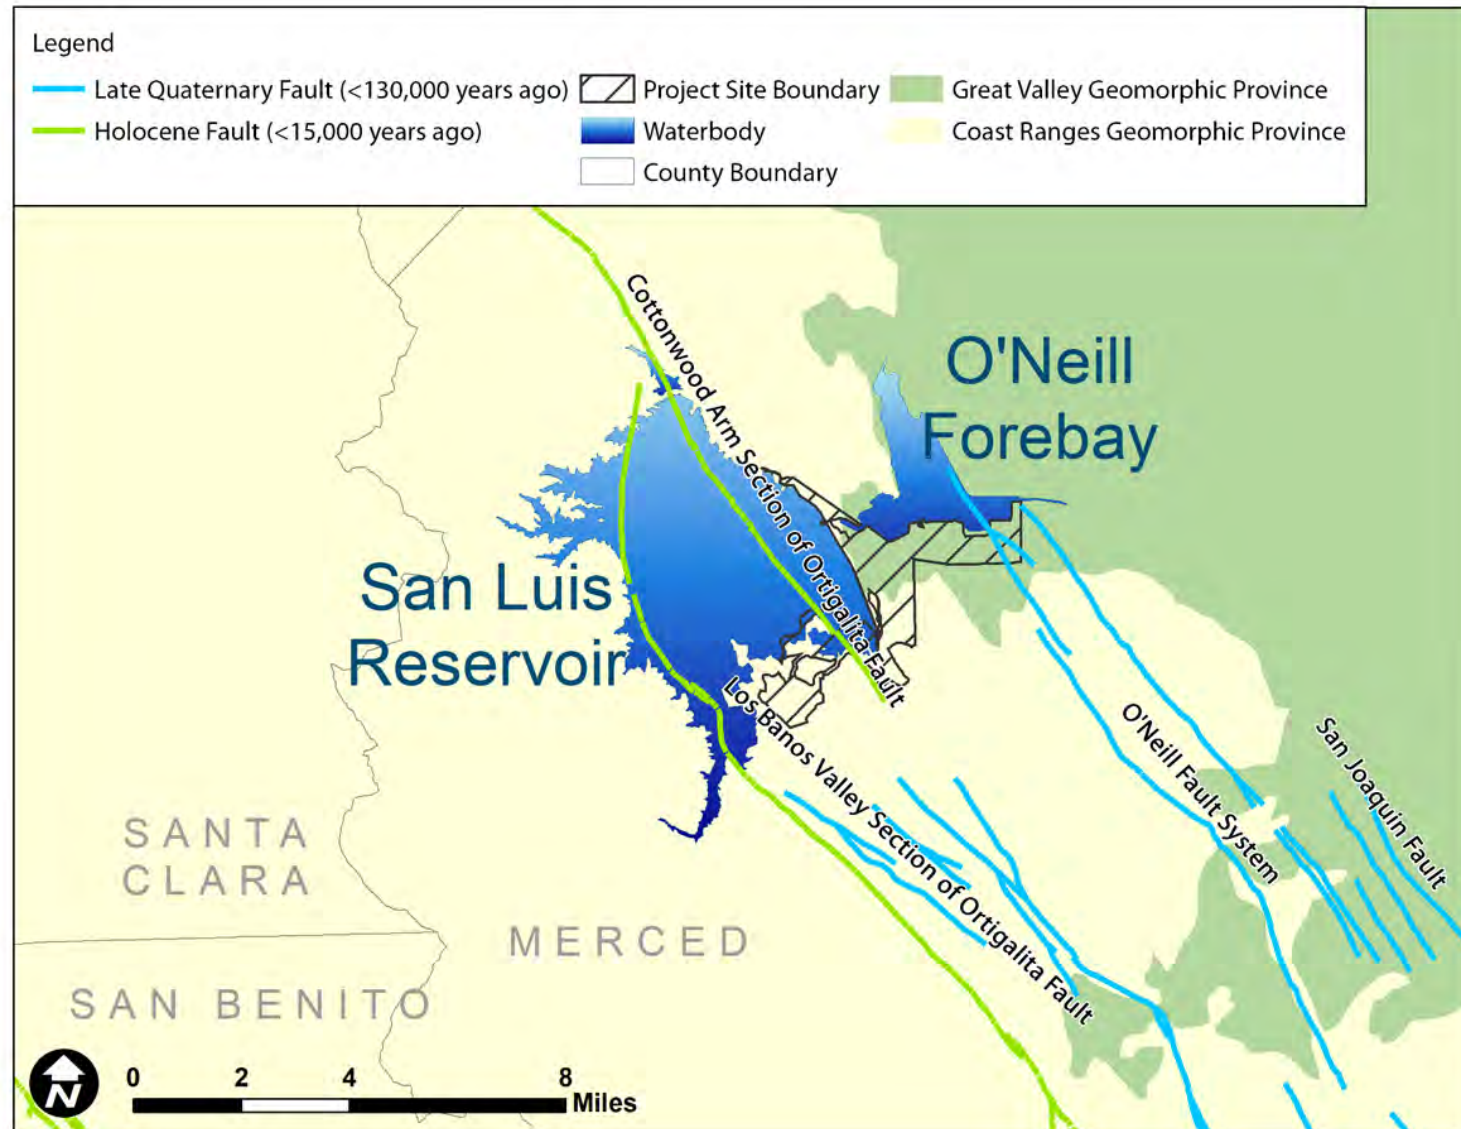 Legend
Late Quaternary Fault (<130,000 years ago)
Holocene Fault (<15,000 years ago)
Project Site Boundary
Waterbody
County Boundary
Great Valley Geomorphic Province
Coast Ranges Geomorphic Province
Cottonwood Arm Section of Ortigalita Fault
O'Neill
Forebay
San Luis
Reservoir
Los Banos Valley Section of Ortigalita Fault
O'Neill Fault System
San Joaquin Fault
SANTA
CLARA
MERCED
SAN BENITO
N
0 2 4 8
Miles